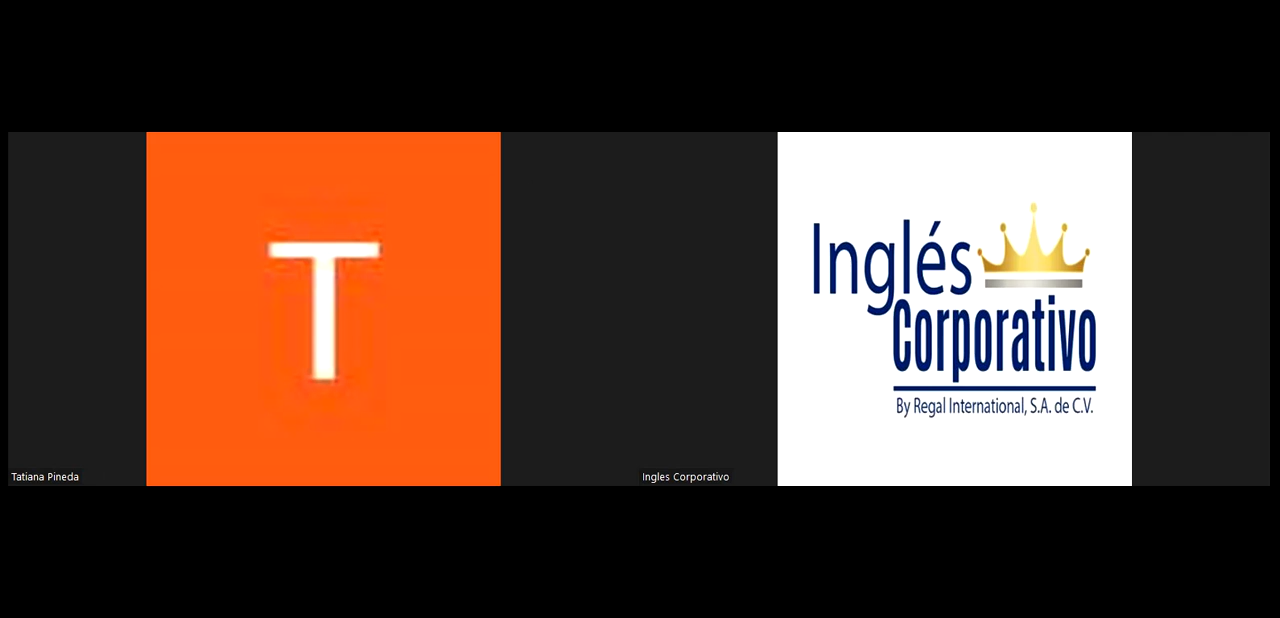 T
Tatiana Pineda
Inglés
Corporativo
By Regal International, S.A. de C.V.
Ingles Corporativo